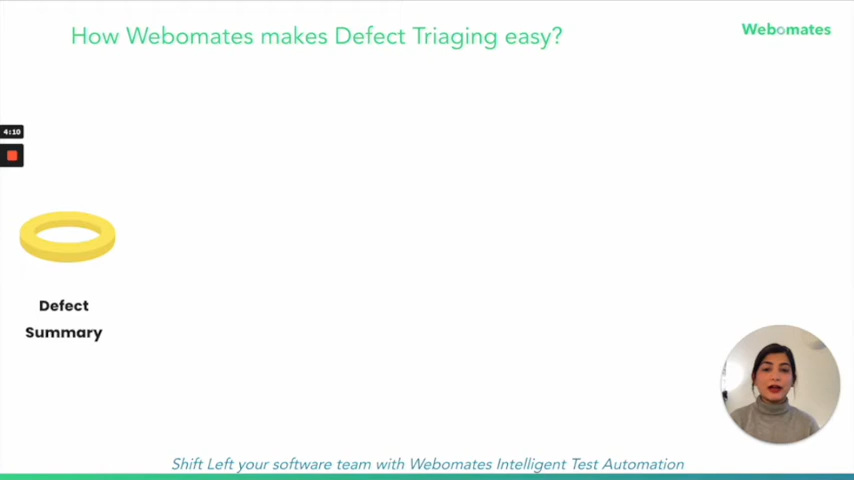 How Webomates makes Defect Triaging easy?
Webomates
4:10
Defect
Summary
Shift Left your software team with Webomates Intelligent Test Automation